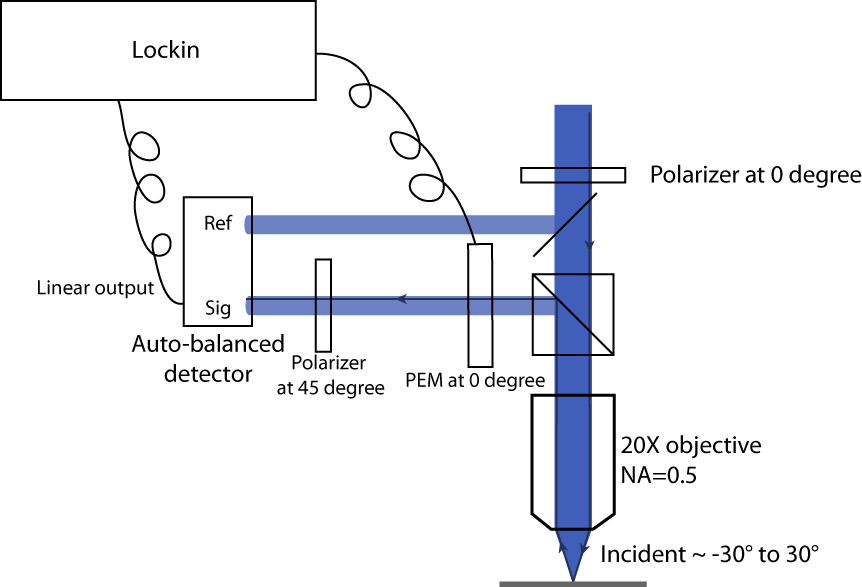 Lockin
Polarizer at 0 degree
Ref
Linear output
Sig
Auto-balanced
detector
Polarizer
at 45 degree
PEM at 0 degree
20X objective
NA=0.5
Incident ~ -30° to 30°